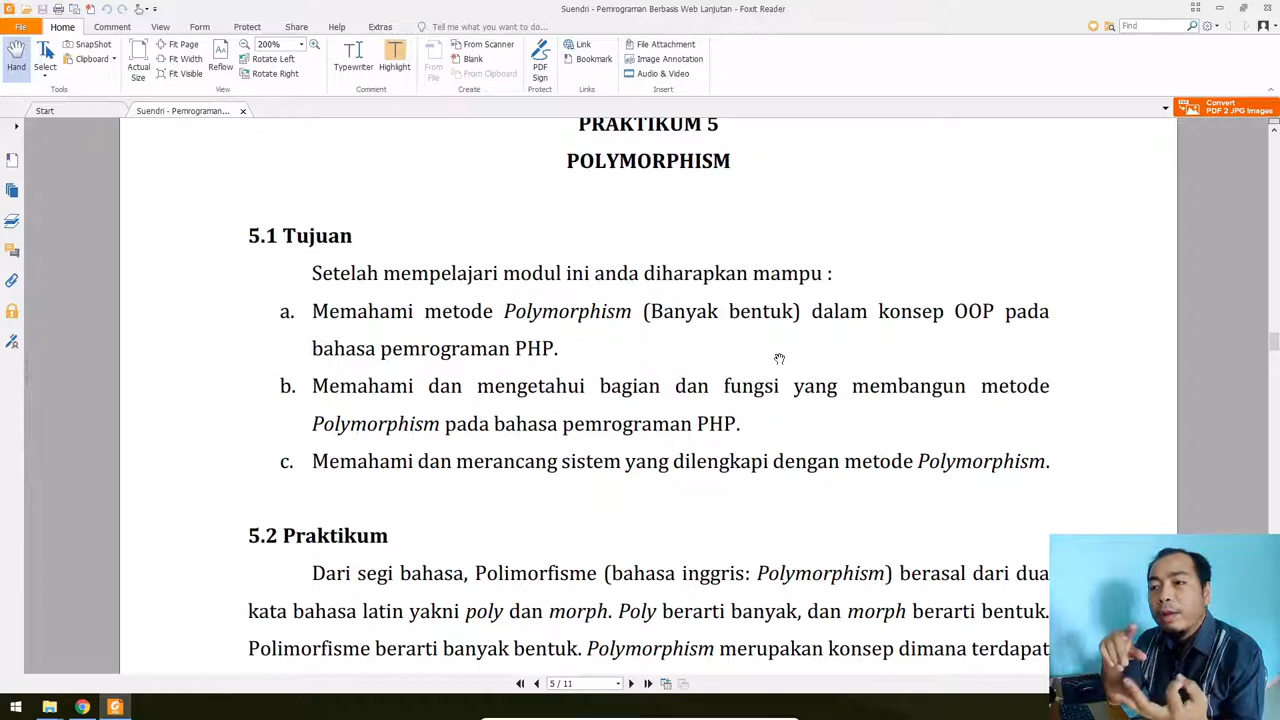 Suendri - Pemrograman Berbasis Web Lanjutan - Foxit Reader
File Home Comment View Form Protect Share Help Extras Tell me what you want to do... Find
Hand
Select
SnapShot
Clipboard
Actual Size
Reflow
Fit Page
Fit Width
Fit Visible
200%
Rotate Left
Rotate Right
Typewriter
Highlight
From File
From Scanner
Blank
From Clipboard
PDF Sign
Link
Bookmark
File Attachment
Image Annotation
Audio & Video
Tools View Comment Create Protect Links Insert
Start Suendri - Pemrograman...
Convert
PDF 2 JPG Images
PRAKTIKUM 5
POLYMORPHISM
5.1 Tujuan
Setelah mempelajari modul ini anda diharapkan mampu :
a. Memahami metode Polymorphism (Banyak bentuk) dalam konsep OOP pada
bahasa pemrograman PHP.
b. Memahami dan mengetahui bagian dan fungsi yang membangun metode
Polymorphism pada bahasa pemrograman PHP.
c. Memahami dan merancang sistem yang dilengkapi dengan metode Polymorphism.
5.2 Praktikum
Dari segi bahasa, Polimorfisme (bahasa inggris: Polymorphism) berasal dari dua
kata bahasa latin yakni poly dan morph. Poly berarti banyak, dan morph berarti bentuk.
Polimorfisme berarti banyak bentuk. Polymorphism merupakan konsep dimana terdapat
5 / 11